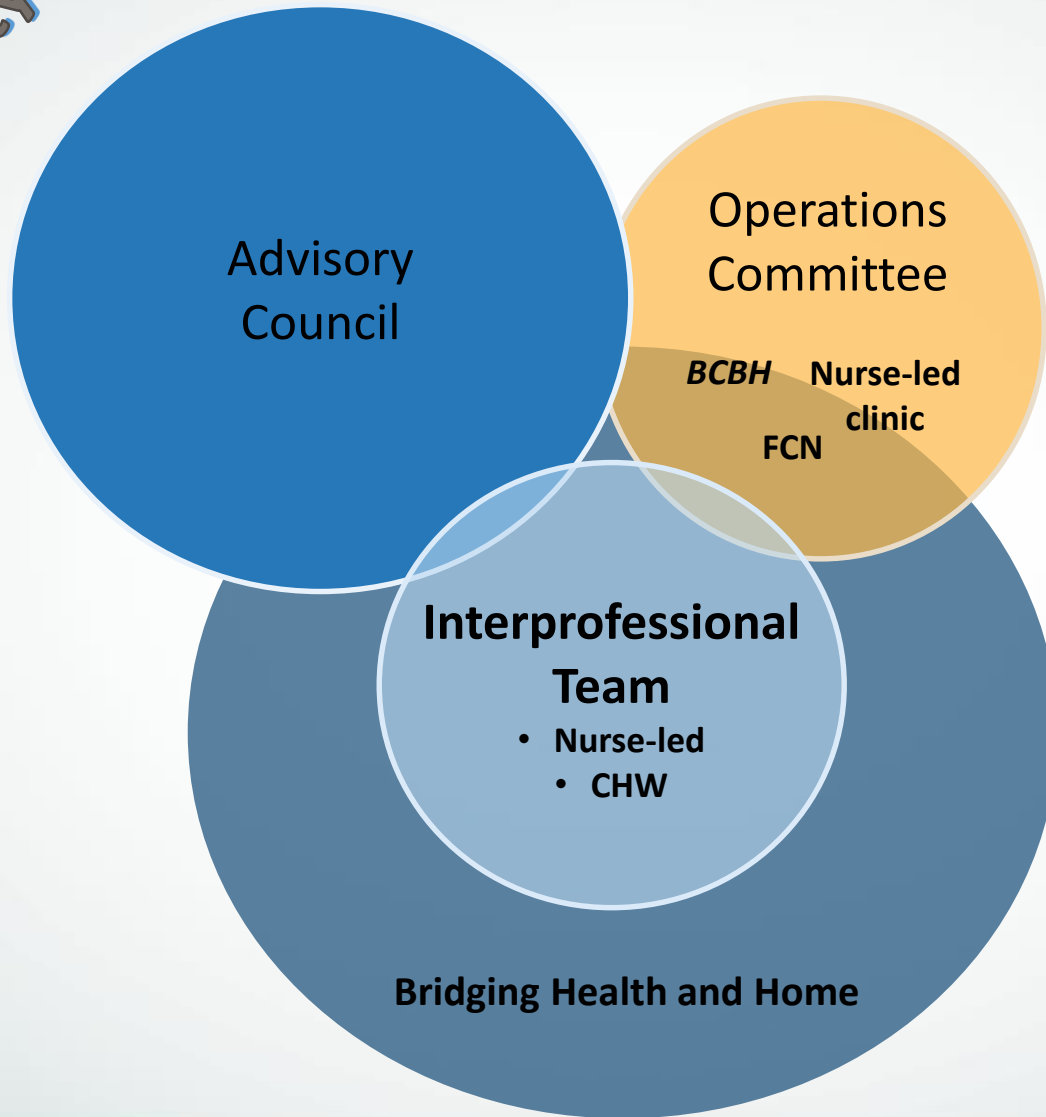 Advisory
Council
Operations
Committee
BCBH
Nurse-led
clinic
FCN
Interprofessional
Team
• Nurse-led
• CHW
Bridging Health and Home